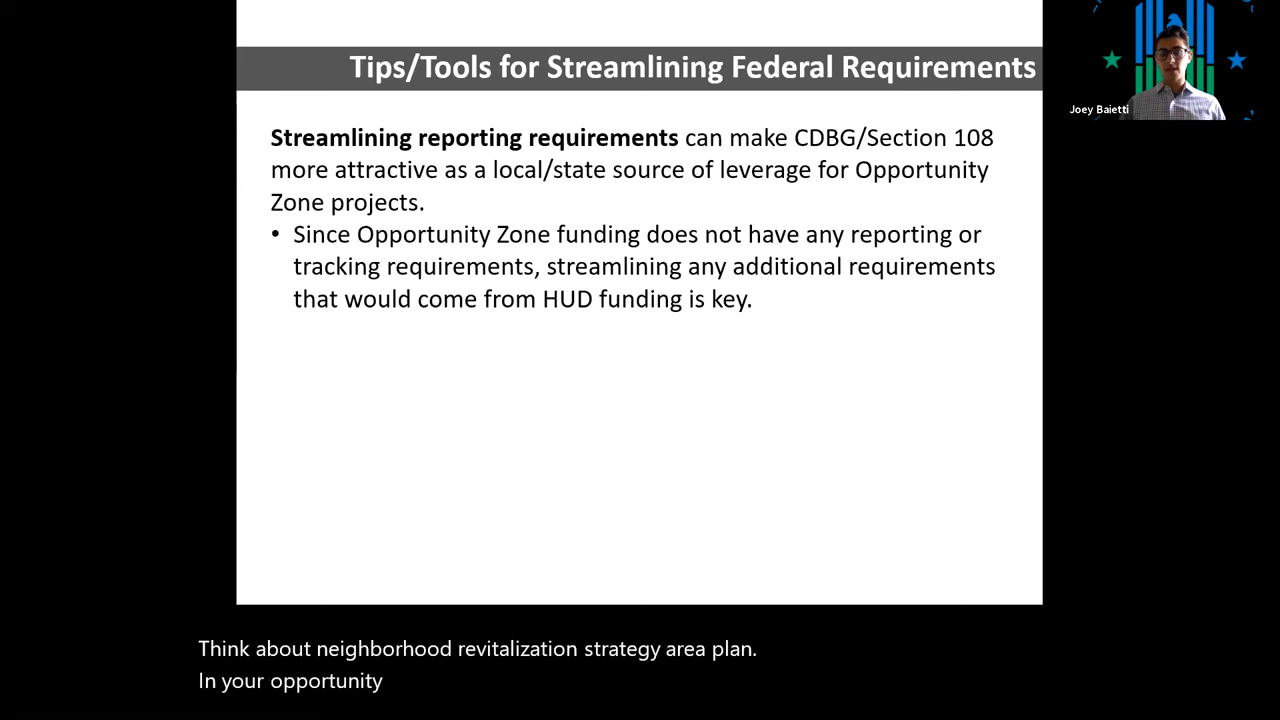 Tips/Tools for Streamlining Federal Requirements
Joey Baietti
Streamlining reporting requirements can make CDBG/Section 108
more attractive as a local/state source of leverage for Opportunity
Zone projects.
• Since Opportunity Zone funding does not have any reporting or
tracking requirements, streamlining any additional requirements
that would come from HUD funding is key.
Think about neighborhood revitalization strategy area plan.
In your opportunity